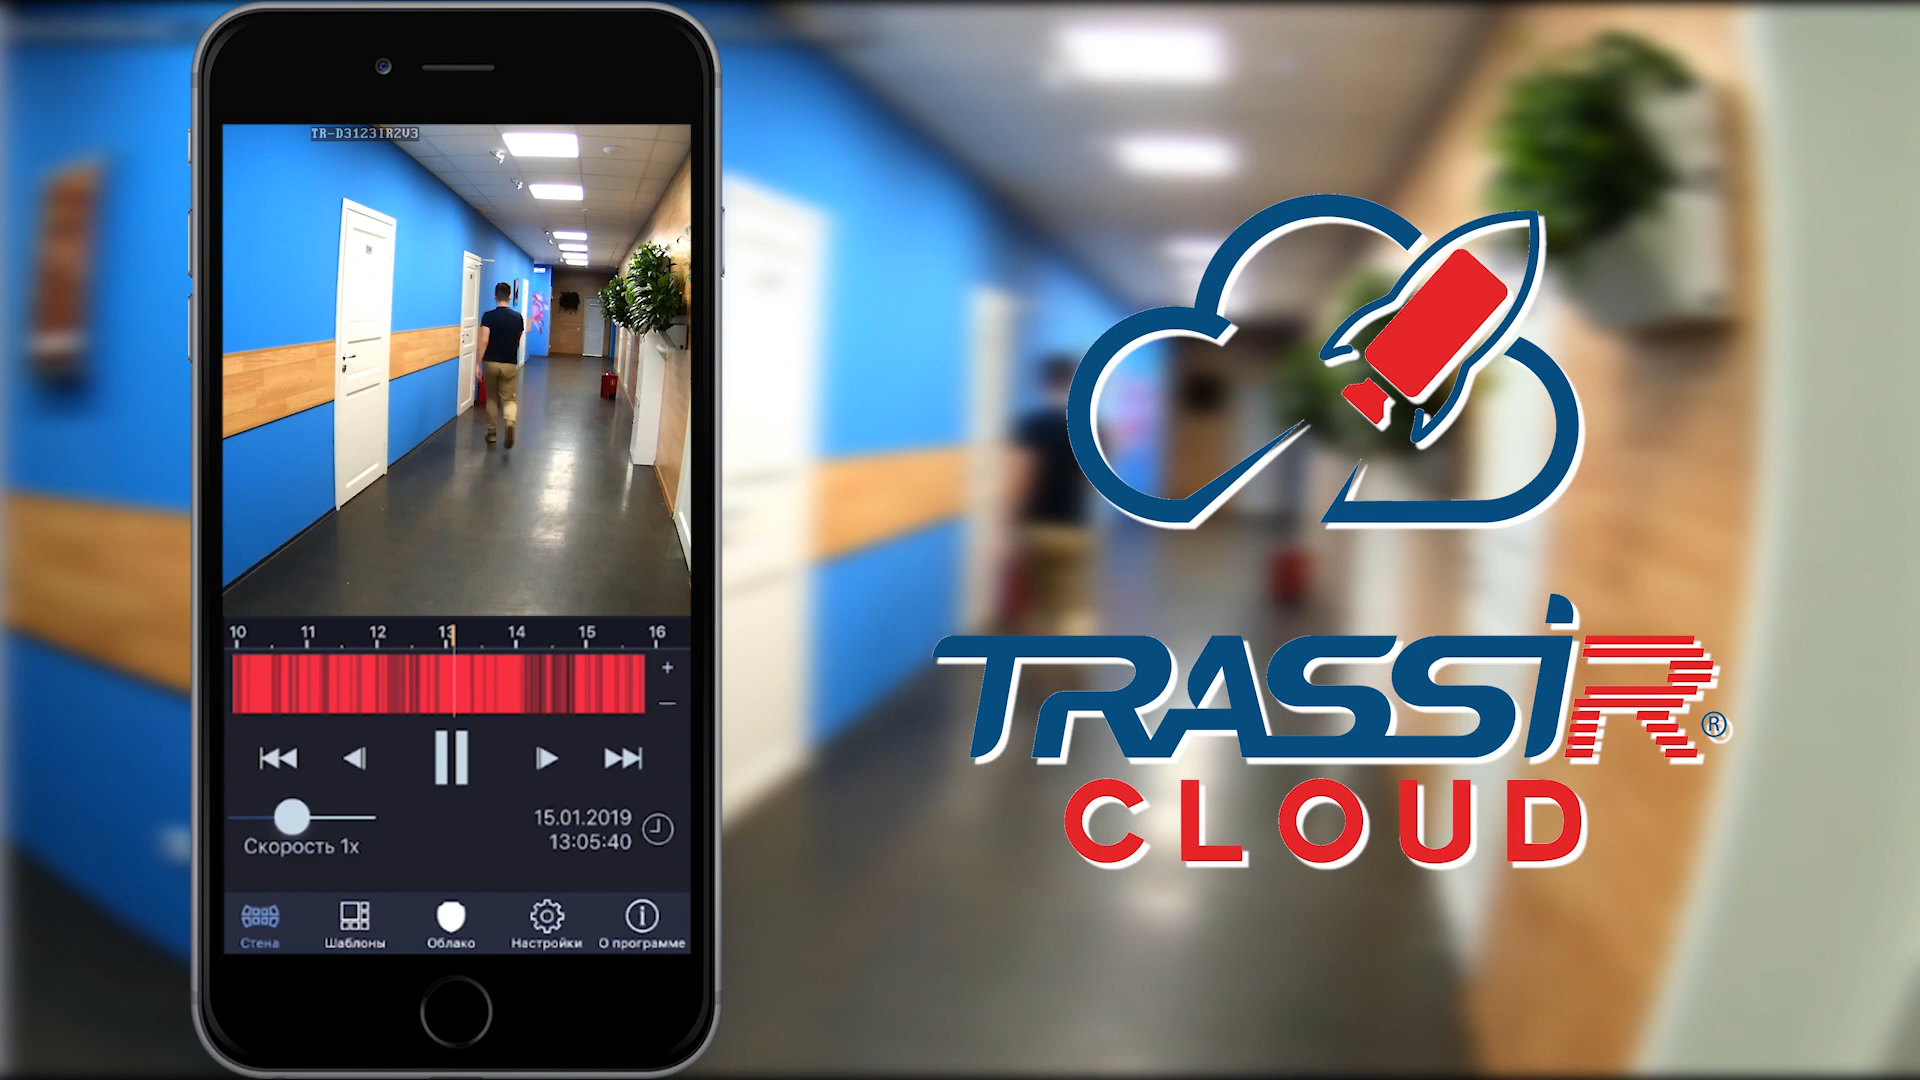 TR-D3123IR2V3
10 11 12 13 14 15 16
+
−
Скорость 1x
15.01.2019
13:05:40
Стена Шаблоны Облако Настройки О программе
TRASSIR®
CLOUD